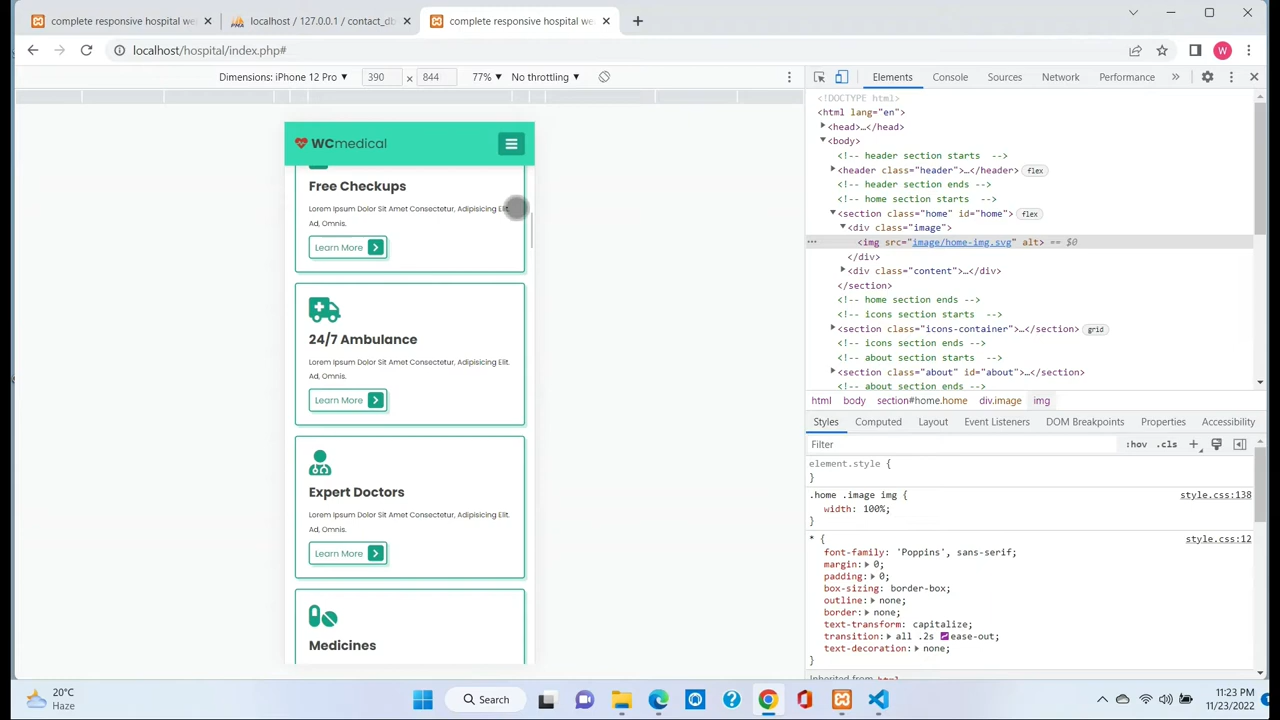 complete responsive hospital we
localhost / 127.0.0.1 / contact_db
complete responsive hospital we
localhost/hospital/index.php#
Dimensions: iPhone 12 Pro
390
×
844
77%
No throttling
Elements
Console
Sources
Network
Performance
»
WCmedical
Free Checkups
Lorem Ipsum Dolor Sit Amet Consectetur, Adipisicing Elit.
Ad, Omnis.
Learn More
24/7 Ambulance
Lorem Ipsum Dolor Sit Amet Consectetur, Adipisicing Elit.
Ad, Omnis.
Learn More
Expert Doctors
Lorem Ipsum Dolor Sit Amet Consectetur, Adipisicing Elit.
Ad, Omnis.
Learn More
Medicines
<!DOCTYPE html>
<html lang="en">
<head>…</head>
<body>
<!-- header section starts -->
<header class="header">…</header> flex
<!-- header section ends -->
<!-- home section starts -->
<section class="home" id="home"> flex
<div class="image">
<img src="image/home-img.svg" alt> == $0
</div>
<div class="content">…</div>
</section>
<!-- home section ends -->
<!-- icons section starts -->
<section class="icons-container">…</section> grid
<!-- icons section ends -->
<!-- about section starts -->
<section class="about" id="about">…</section>
<!-- about section ends -->
html body section#home.home div.image img
Styles Computed Layout Event Listeners DOM Breakpoints Properties Accessibility
Filter
:hov .cls
element.style {
}
.home .image img {
style.css:138
width: 100%;
}
* {
style.css:12
font-family: 'Poppins', sans-serif;
margin: 0;
padding: 0;
box-sizing: border-box;
outline: none;
border: none;
text-transform: capitalize;
transition: all .2s ease-out;
text-decoration: none;
}
Inherited from html
20°C
Haze
Search
11:23 PM
11/23/2022